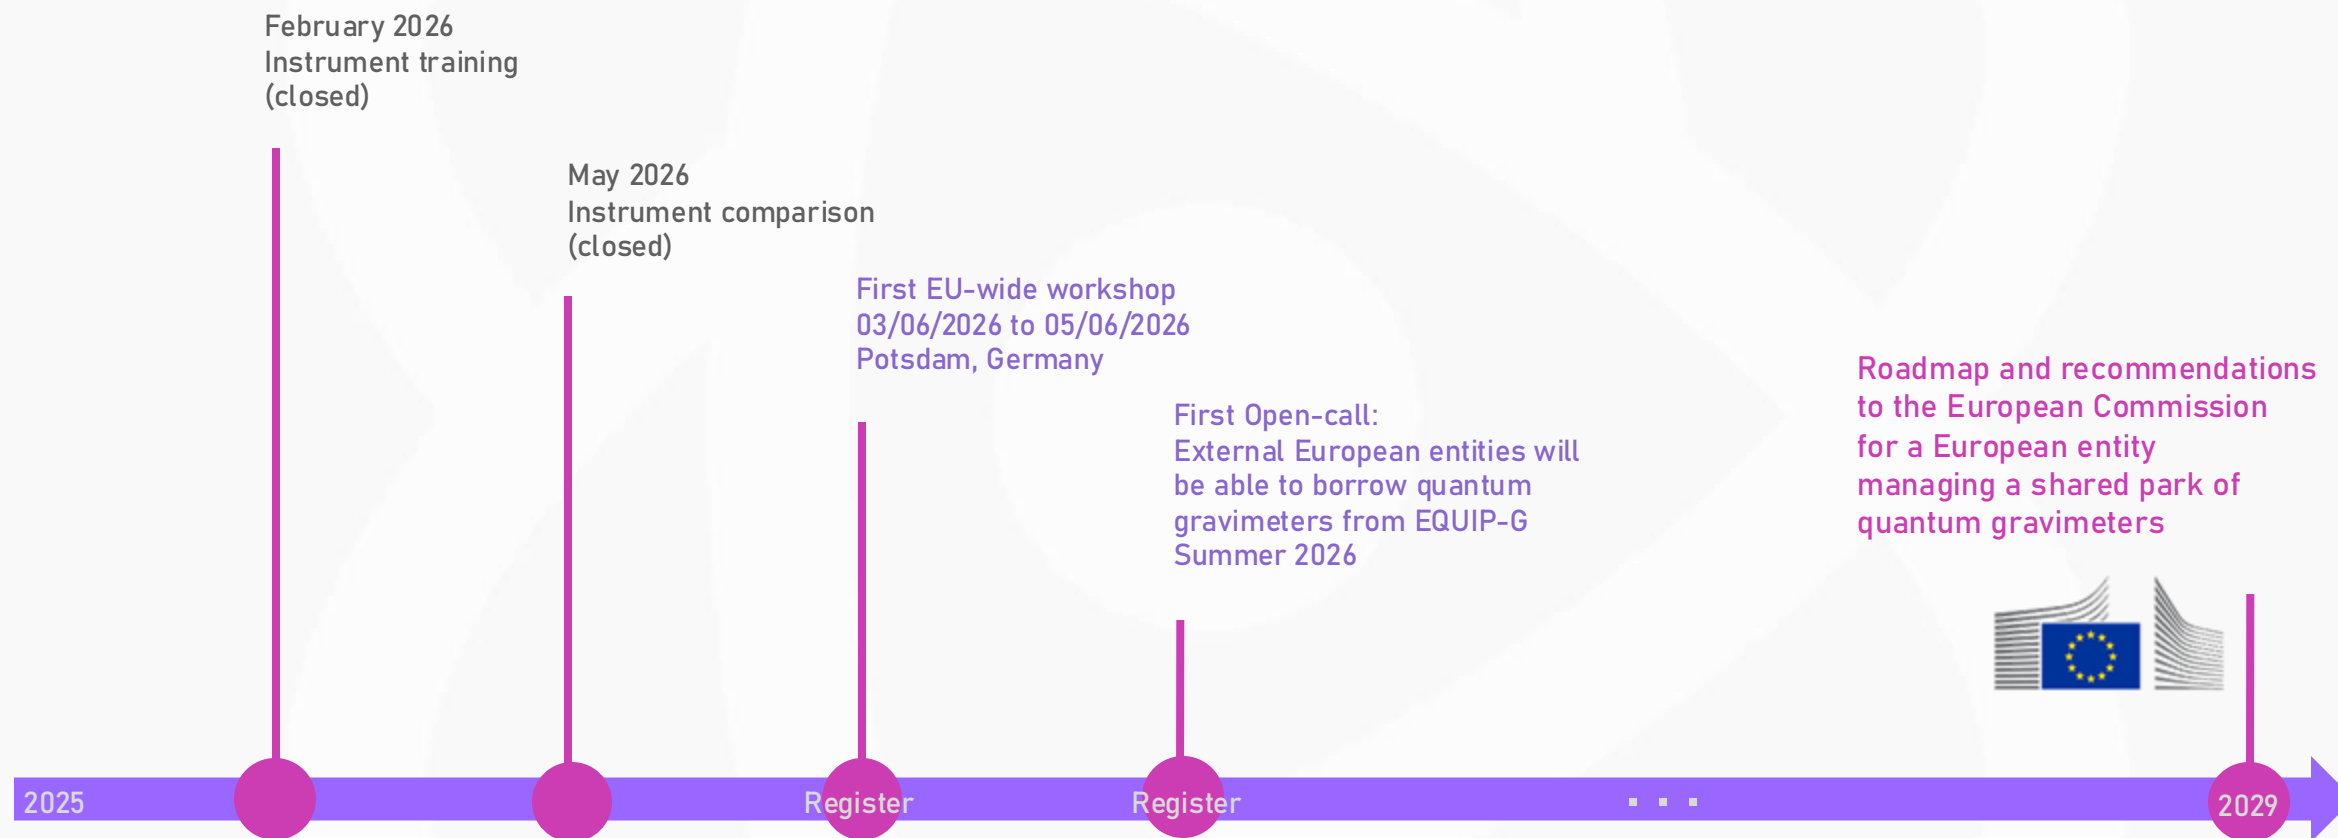 February 2026
Instrument training
(closed)
May 2026
Instrument comparison
(closed)
First EU-wide workshop
03/06/2026 to 05/06/2026
Potsdam, Germany
First Open-call:
External European entities will
be able to borrow quantum
gravimeters from EQUIP-G
Summer 2026
Roadmap and recommendations
to the European Commission
for a European entity
managing a shared park of
quantum gravimeters
2025
Register
Register
...
2029